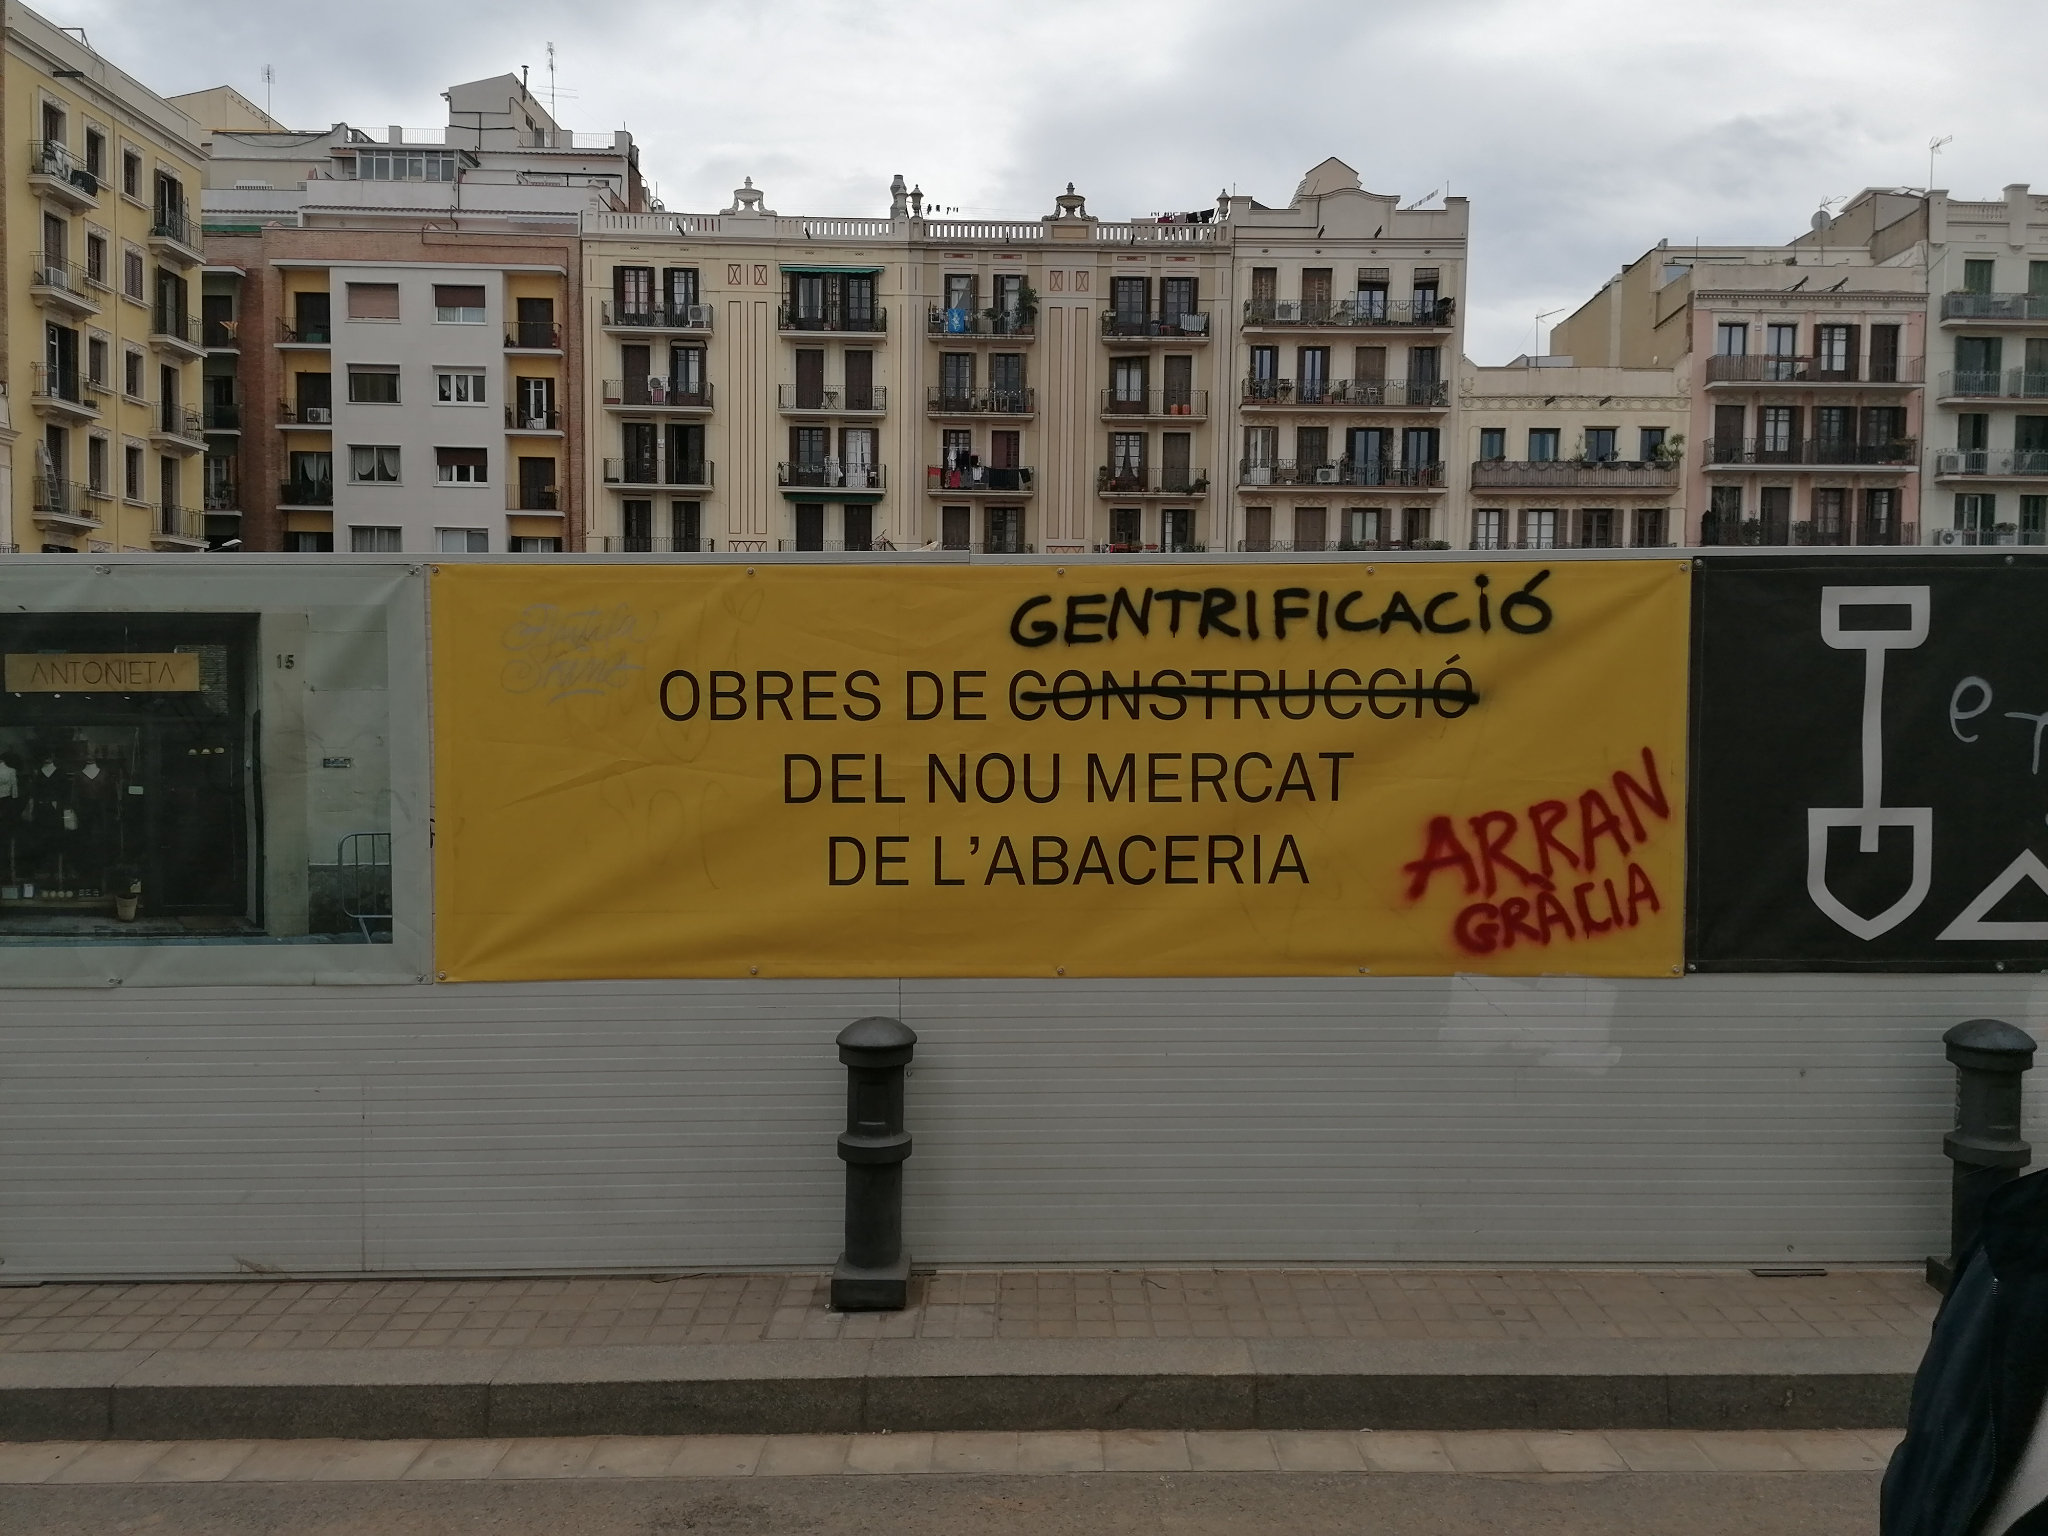 ANTONIETA
15
GENTRIFICACIÓ
OBRES DE CONSTRUCCIÓ
DEL NOU MERCAT
DE L'ABACERIA
ARRAN
GRÀCIA